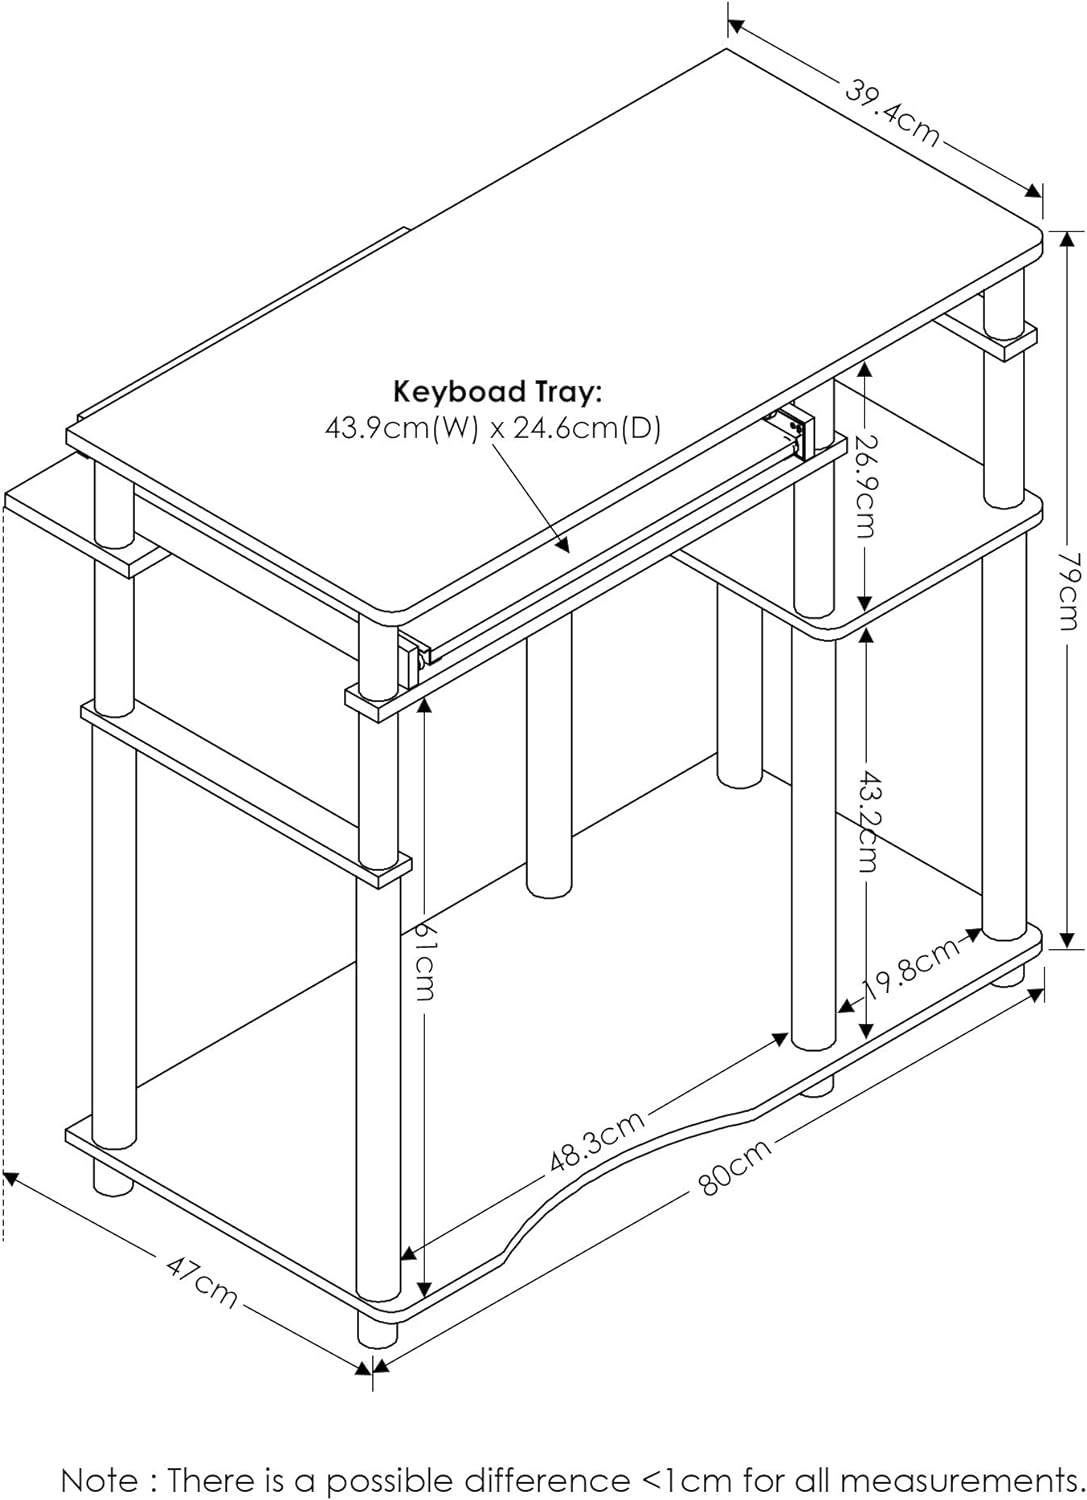 39.4cm
Keyboad Tray:
43.9cm(W) x 24.6cm(D)
26.9cm
79cm
43.2cm
61cm
19.8cm
48.3cm
80cm
47cm
Note : There is a possible difference <1cm for all measurements.